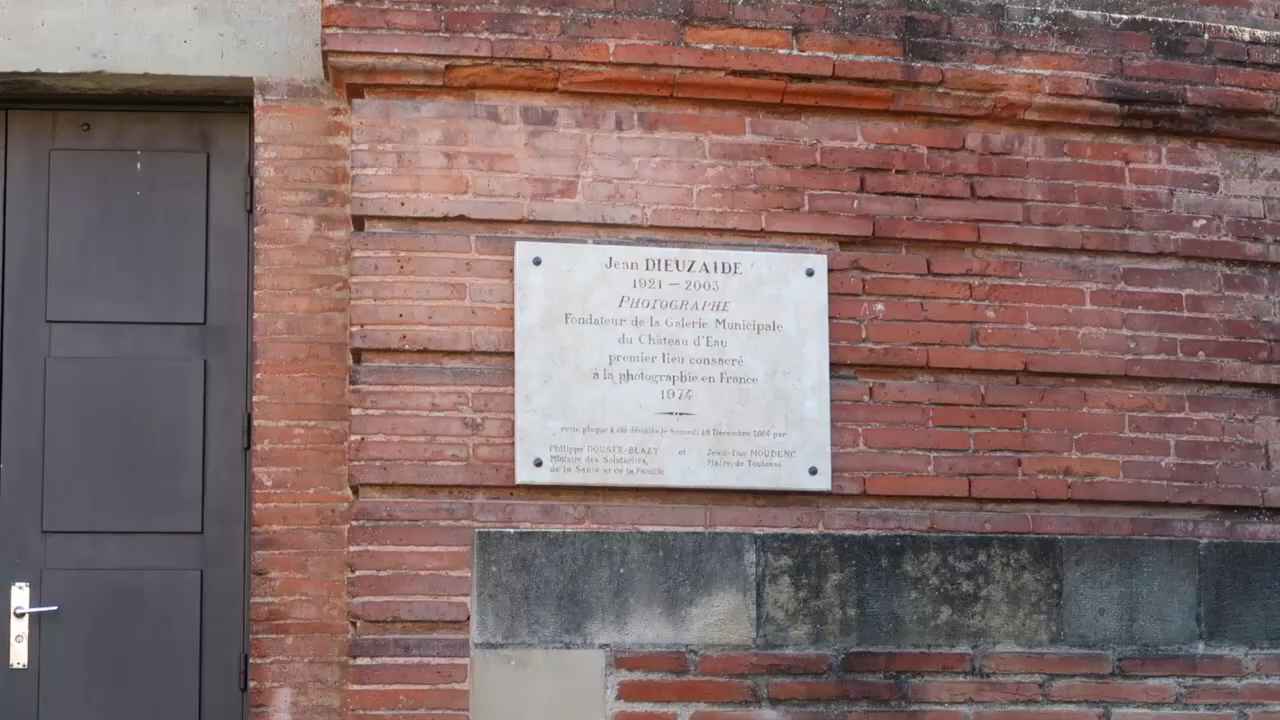 Jean DIEUZAIDE
1921 – 2003
PHOTOGRAPHE
Fondateur de la Galerie Municipale
du Château d'Eau
premier lieu consacré
à la photographie en France
1974
cette plaque à été dévoilée le Samedi 18 Décembre 2004 par
Philippe DOUSTE-BLAZY et Jean-Luc MOUDENC
Ministre des Solidarités, Maire de Toulouse
de la Santé et de la Famille